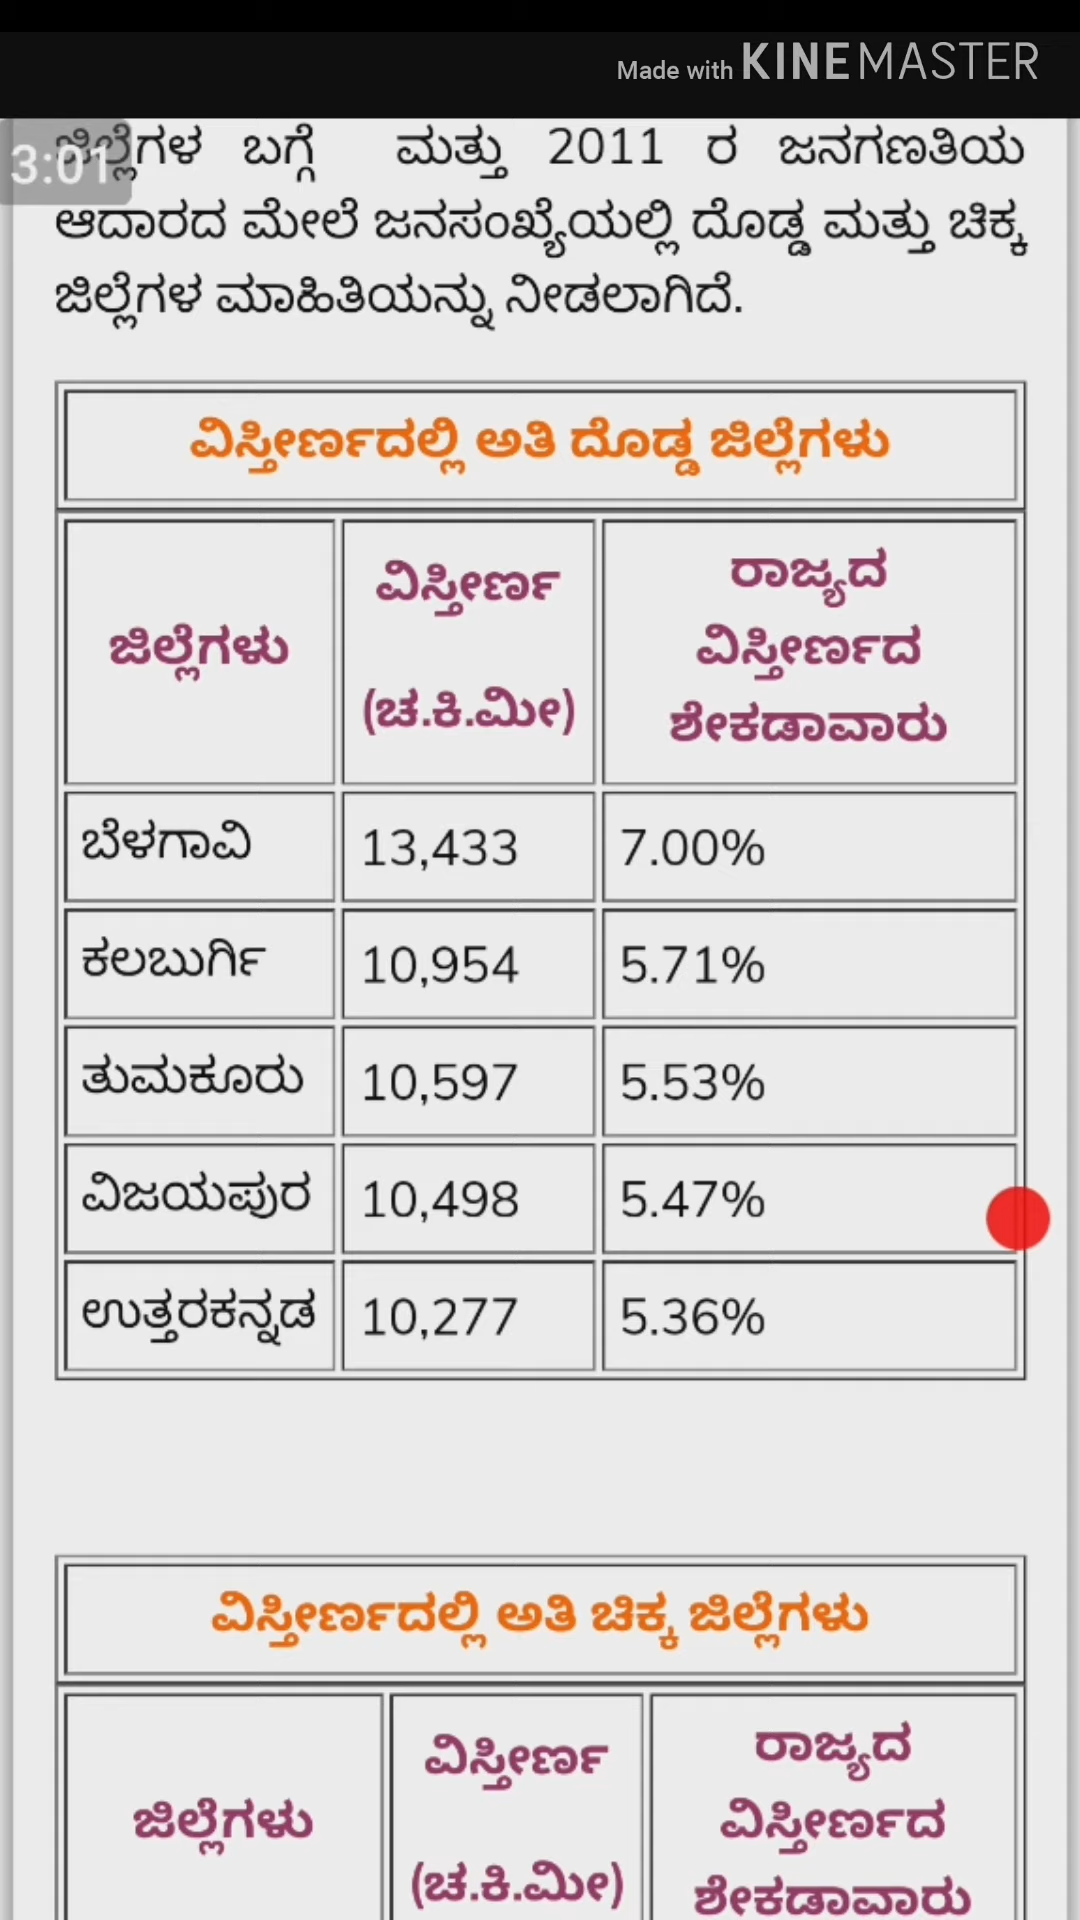 Made with KINEMASTER
3:01
ಜಿಲ್ಲೆಗಳ ಬಗ್ಗೆ ಮತ್ತು 2011 ರ ಜನಗಣತಿಯ
ಆದಾರದ ಮೇಲೆ ಜನಸಂಖ್ಯೆಯಲ್ಲಿ ದೊಡ್ಡ ಮತ್ತು ಚಿಕ್ಕ
ಜಿಲ್ಲೆಗಳ ಮಾಹಿತಿಯನ್ನು ನೀಡಲಾಗಿದೆ.
ವಿಸ್ತೀರ್ಣದಲ್ಲಿ ಅತಿ ದೊಡ್ಡ ಜಿಲ್ಲೆಗಳು
ಜಿಲ್ಲೆಗಳು
ವಿಸ್ತೀರ್ಣ
(ಚ.ಕಿ.ಮೀ)
ರಾಜ್ಯದ
ವಿಸ್ತೀರ್ಣದ
ಶೇಕಡಾವಾರು
ಬೆಳಗಾವಿ 13,433 7.00%
ಕಲಬುರ್ಗಿ 10,954 5.71%
ತುಮಕೂರು 10,597 5.53%
ವಿಜಯಪುರ 10,498 5.47%
ಉತ್ತರಕನ್ನಡ 10,277 5.36%
ವಿಸ್ತೀರ್ಣದಲ್ಲಿ ಅತಿ ಚಿಕ್ಕ ಜಿಲ್ಲೆಗಳು
ಜಿಲ್ಲೆಗಳು
ವಿಸ್ತೀರ್ಣ
(ಚ.ಕಿ.ಮೀ)
ರಾಜ್ಯದ
ವಿಸ್ತೀರ್ಣದ
ಶೇಕಡಾವಾರು